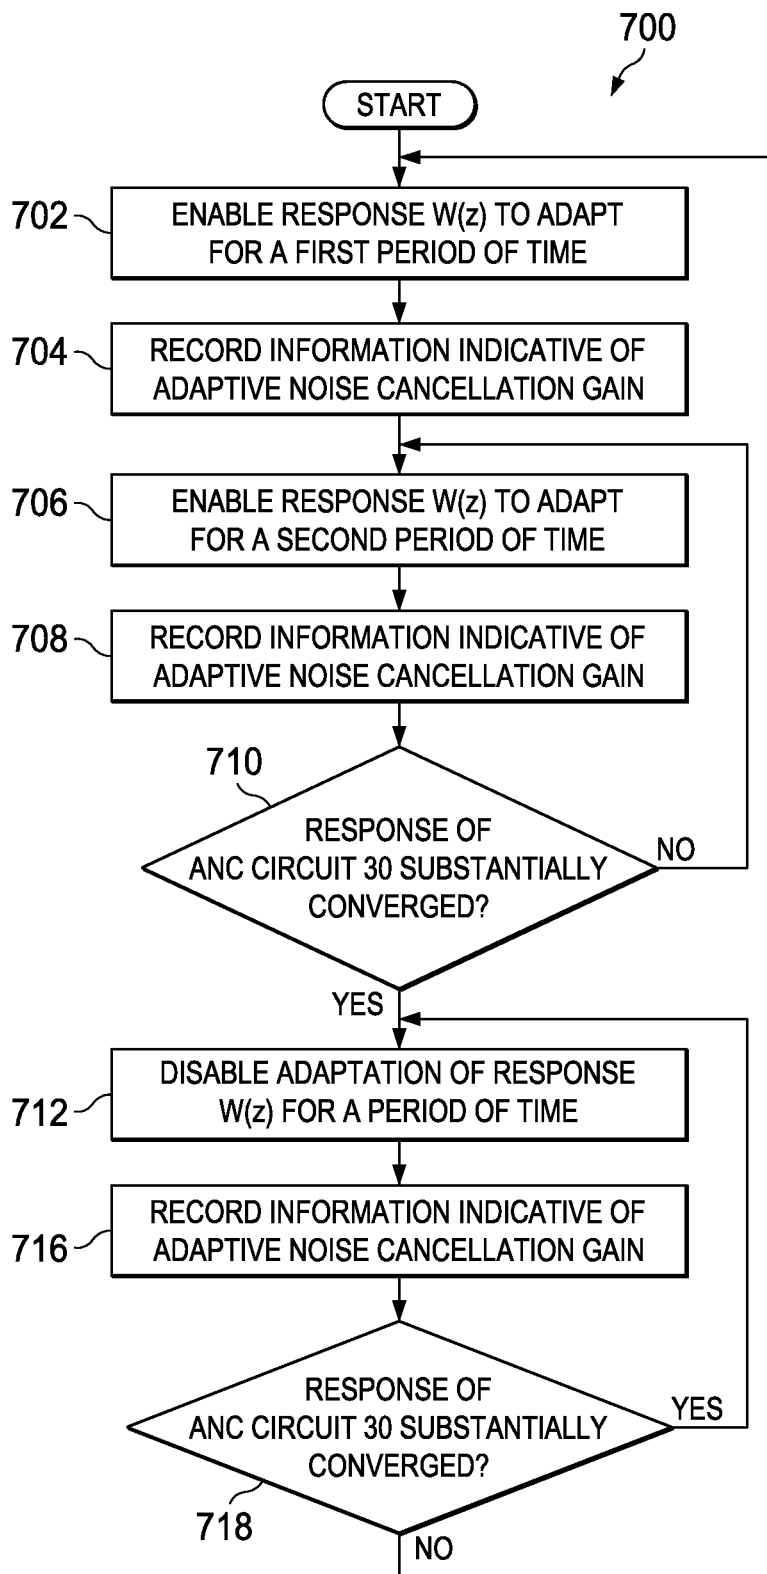 700
START
702
ENABLE RESPONSE W(z) TO ADAPT
FOR A FIRST PERIOD OF TIME
704
RECORD INFORMATION INDICATIVE OF
ADAPTIVE NOISE CANCELLATION GAIN
706
ENABLE RESPONSE W(z) TO ADAPT
FOR A SECOND PERIOD OF TIME
708
RECORD INFORMATION INDICATIVE OF
ADAPTIVE NOISE CANCELLATION GAIN
710
RESPONSE OF
ANC CIRCUIT 30 SUBSTANTIALLY
CONVERGED?
NO
YES
712
DISABLE ADAPTATION OF RESPONSE
W(z) FOR A PERIOD OF TIME
716
RECORD INFORMATION INDICATIVE OF
ADAPTIVE NOISE CANCELLATION GAIN
RESPONSE OF
ANC CIRCUIT 30 SUBSTANTIALLY
CONVERGED?
YES
718
NO